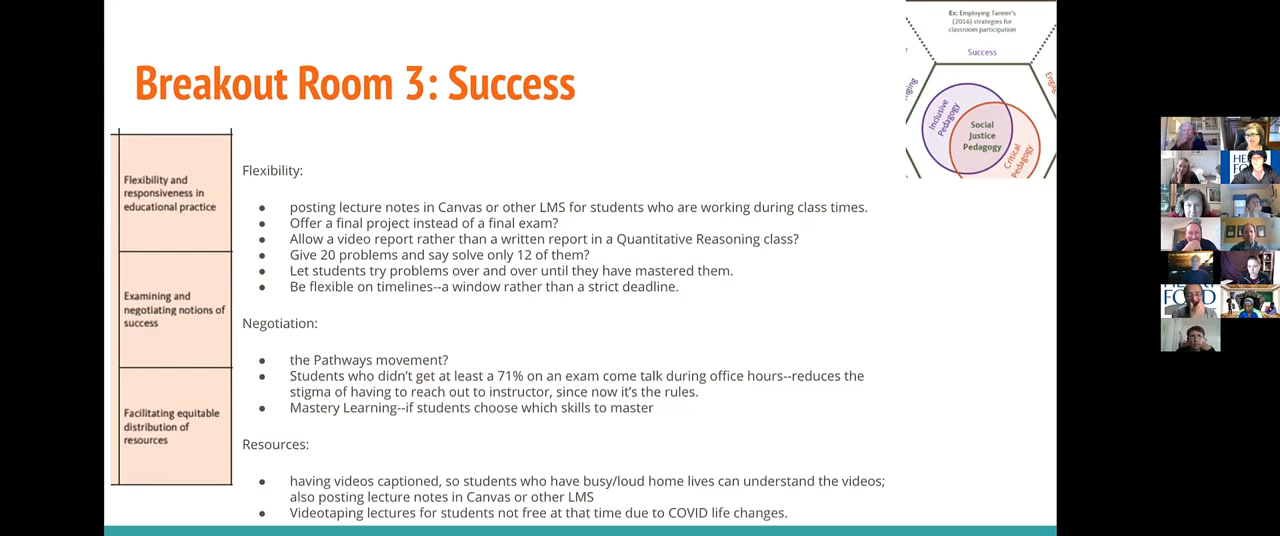 Breakout Room 3: Success
Ex: Employing Tanner's
(2016) strategies for
classroom participation
Success
Inclusive
Pedagogy
Social
Justice
Pedagogy
Critical
Pedagogy
Flexibility and
responsiveness in
educational practice
Examining and
negotiating notions of
success
Facilitating equitable
distribution of
resources
Flexibility:
● posting lecture notes in Canvas or other LMS for students who are working during class times.
● Offer a final project instead of a final exam?
● Allow a video report rather than a written report in a Quantitative Reasoning class?
● Give 20 problems and say solve only 12 of them?
● Let students try problems over and over until they have mastered them.
● Be flexible on timelines--a window rather than a strict deadline.
Negotiation:
● the Pathways movement?
● Students who didn't get at least a 71% on an exam come talk during office hours--reduces the
stigma of having to reach out to instructor, since now it's the rules.
● Mastery Learning--if students choose which skills to master
Resources:
● having videos captioned, so students who have busy/loud home lives can understand the videos;
also posting lecture notes in Canvas or other LMS
● Videotaping lectures for students not free at that time due to COVID life changes.